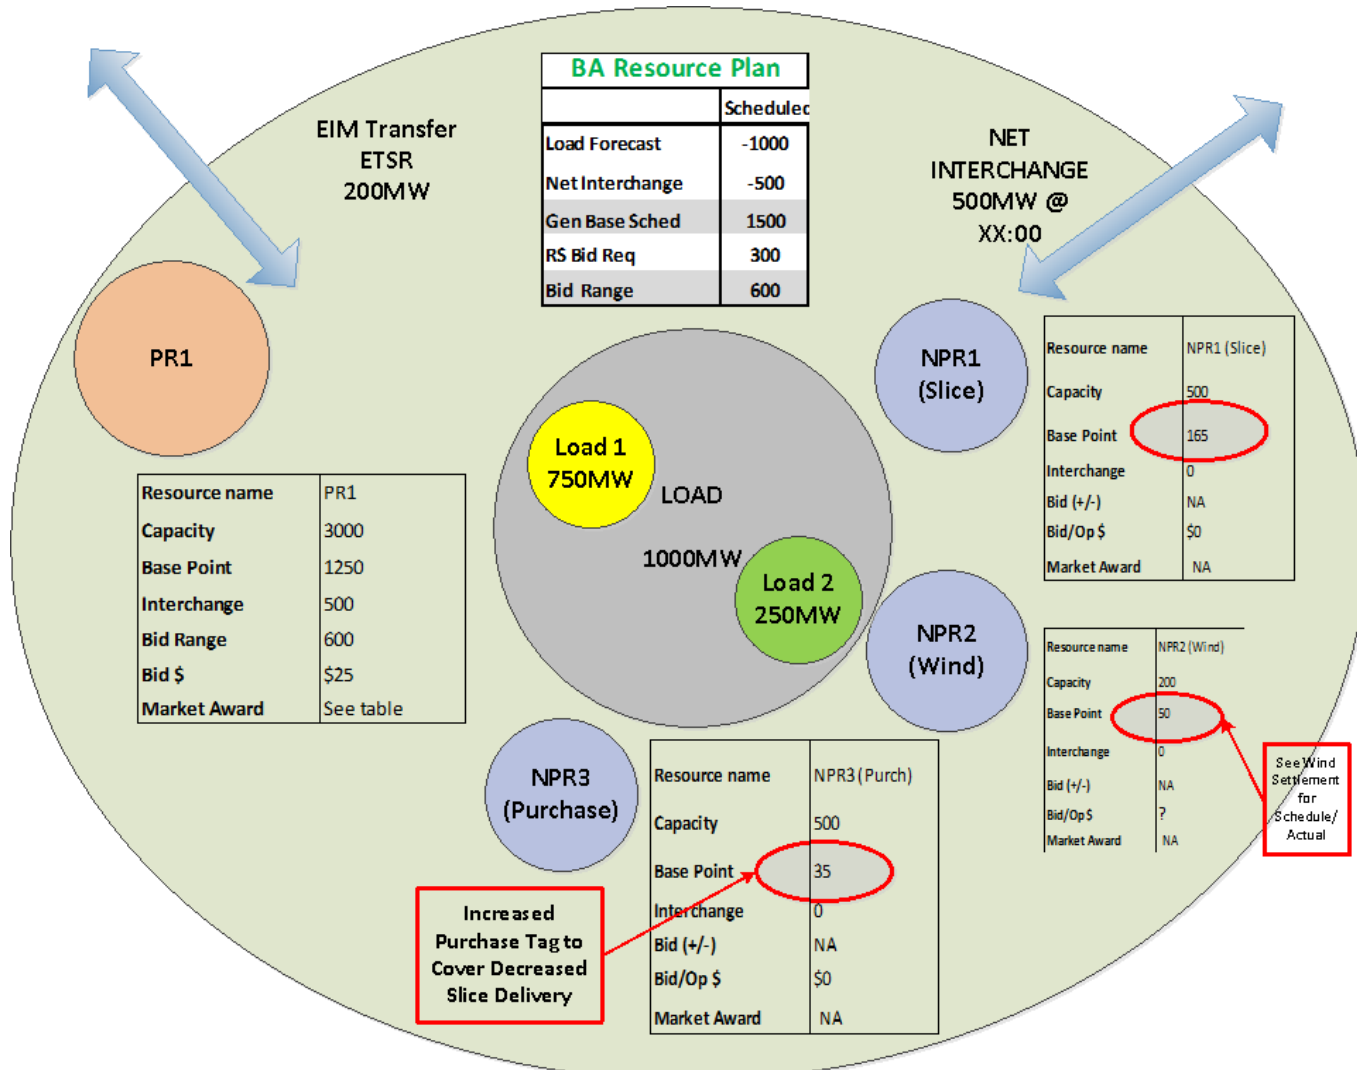 BA Resource Plan
Scheduled
Load Forecast -1000
Net Interchange -500
Gen Base Sched 1500
RS Bid Req 300
Bid Range 600
EIM Transfer
ETSR
200MW
NET
INTERCHANGE
500MW @
XX:00
PR1
Resource name PR1
Capacity 3000
Base Point 1250
Interchange 500
Bid Range 600
Bid $ $25
Market Award See table
Load 1
750MW
LOAD
1000MW
Load 2
250MW
NPR1
(Slice)
Resource name NPR1 (Slice)
Capacity 500
Base Point 165
Interchange 0
Bid (+/-) NA
Bid/Op $ $0
Market Award NA
NPR2
(Wind)
Resource name NPR2 (Wind)
Capacity 200
Base Point 50
Interchange 0
Bid (+/-) NA
Bid/Op $ ?
Market Award NA
See Wind
Settlement
for
Schedule/
Actual
NPR3
(Purchase)
Resource name NPR3 (Purch)
Capacity 500
Base Point 35
Interchange 0
Bid (+/-) NA
Bid/Op $ $0
Market Award NA
Increased
Purchase Tag to
Cover Decreased
Slice Delivery